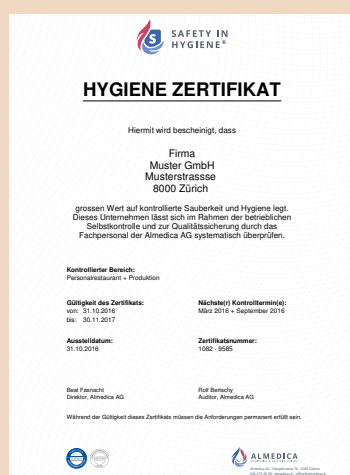 S
SAFETY IN
HYGIENE®
HYGIENE ZERTIFIKAT
Hiermit wird bescheinigt, dass
Firma
Muster GmbH
Musterstrassse
8000 Zürich
grossen Wert auf kontrollierte Sauberkeit und Hygiene legt.
Dieses Unternehmen lässt sich im Rahmen der betrieblichen
Selbstkontrolle und zur Qualitätssicherung durch das
Fachpersonal der Almedica AG systematisch überprüfen.
Kontrollierter Bereich:
Personalrestaurant + Produktion
Gültigkeit des Zertifikats:
von: 31.10.2016
bis: 30.11.2017
Nächste(r) Kontrolltermin(e):
März 2016 + September 2016
Ausstelldatum:
31.10.2016
Zertifikatsnummer:
1082 - 9585
Beat Fasnacht
Direktor, Almedica AG
Rolf Bertschy
Auditor, Almedica AG
Während der Gültigkeit dieses Zertifikats müssen die Anforderungen permanent erfüllt sein.
ALMEDICA